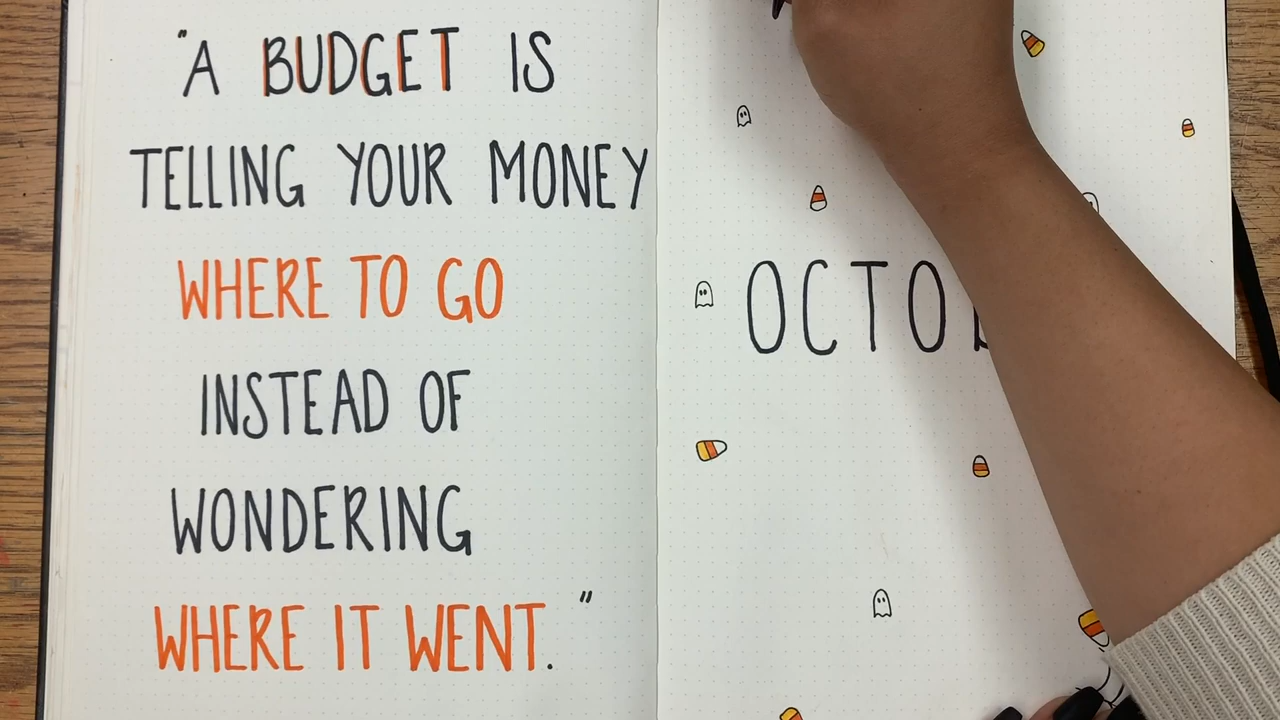 "A BUDGET IS
TELLING YOUR MONEY
WHERE TO GO
INSTEAD OF
WONDERING
WHERE IT WENT."
OCTO